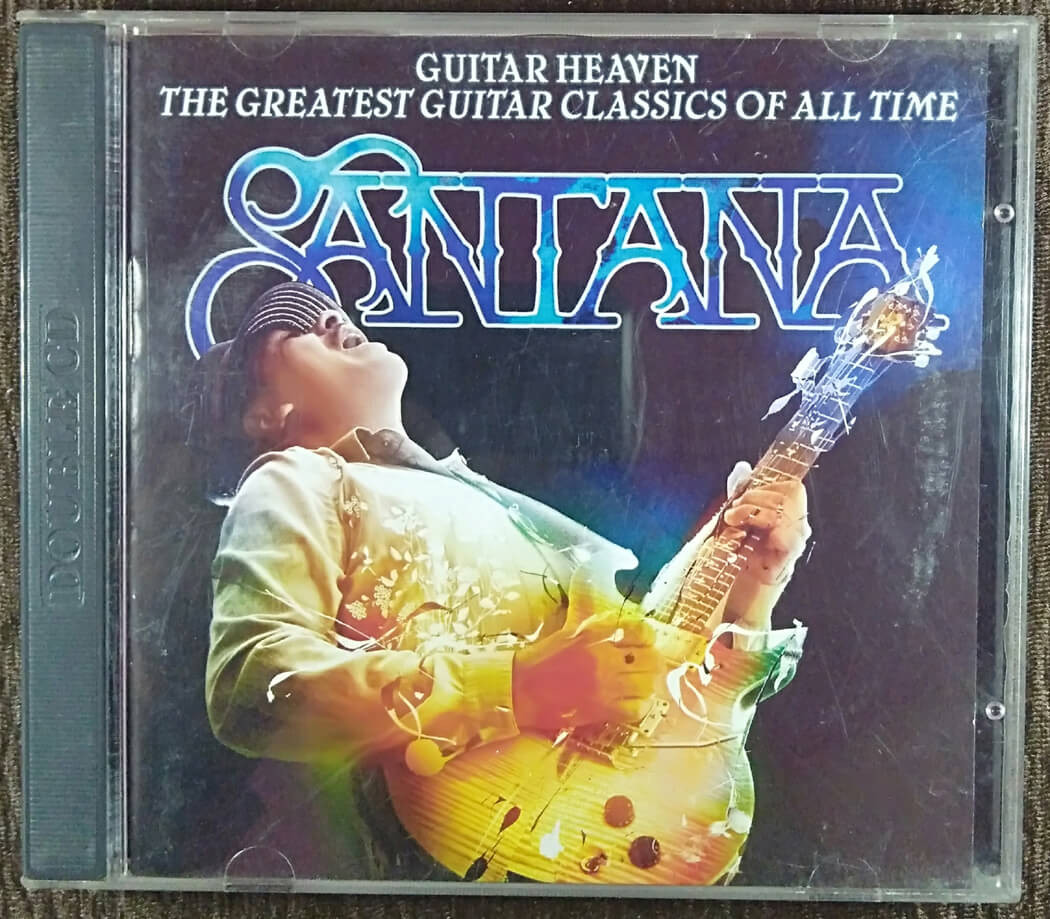 GUITAR HEAVEN
THE GREATEST GUITAR CLASSICS OF ALL TIME
SANTANA
DOUBLE CD